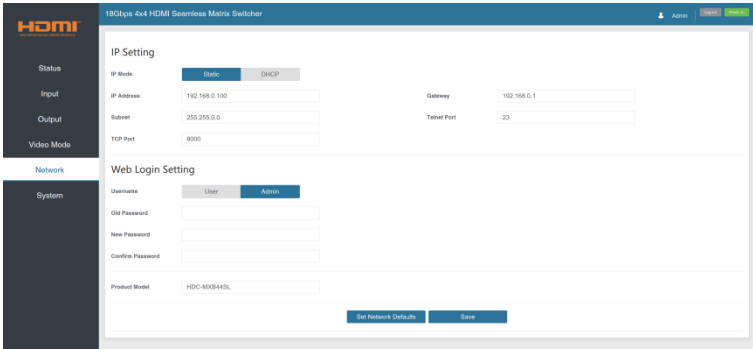 18Gbps 4x4 HDMI Seamless Matrix Switcher
Admin
HDMI
Status
Input
Output
Video Mode
Network
System
IP Setting
IP Mode Static DHCP
IP Address 192.168.0.100 Gateway 192.168.0.1
Subnet 255.255.0.0 Telnet Port 23
TCP Port 8000
Web Login Setting
Username User Admin
Old Password
New Password
Confirm Password
Product Model HDC-MXB44SL
Set Network Defaults Save